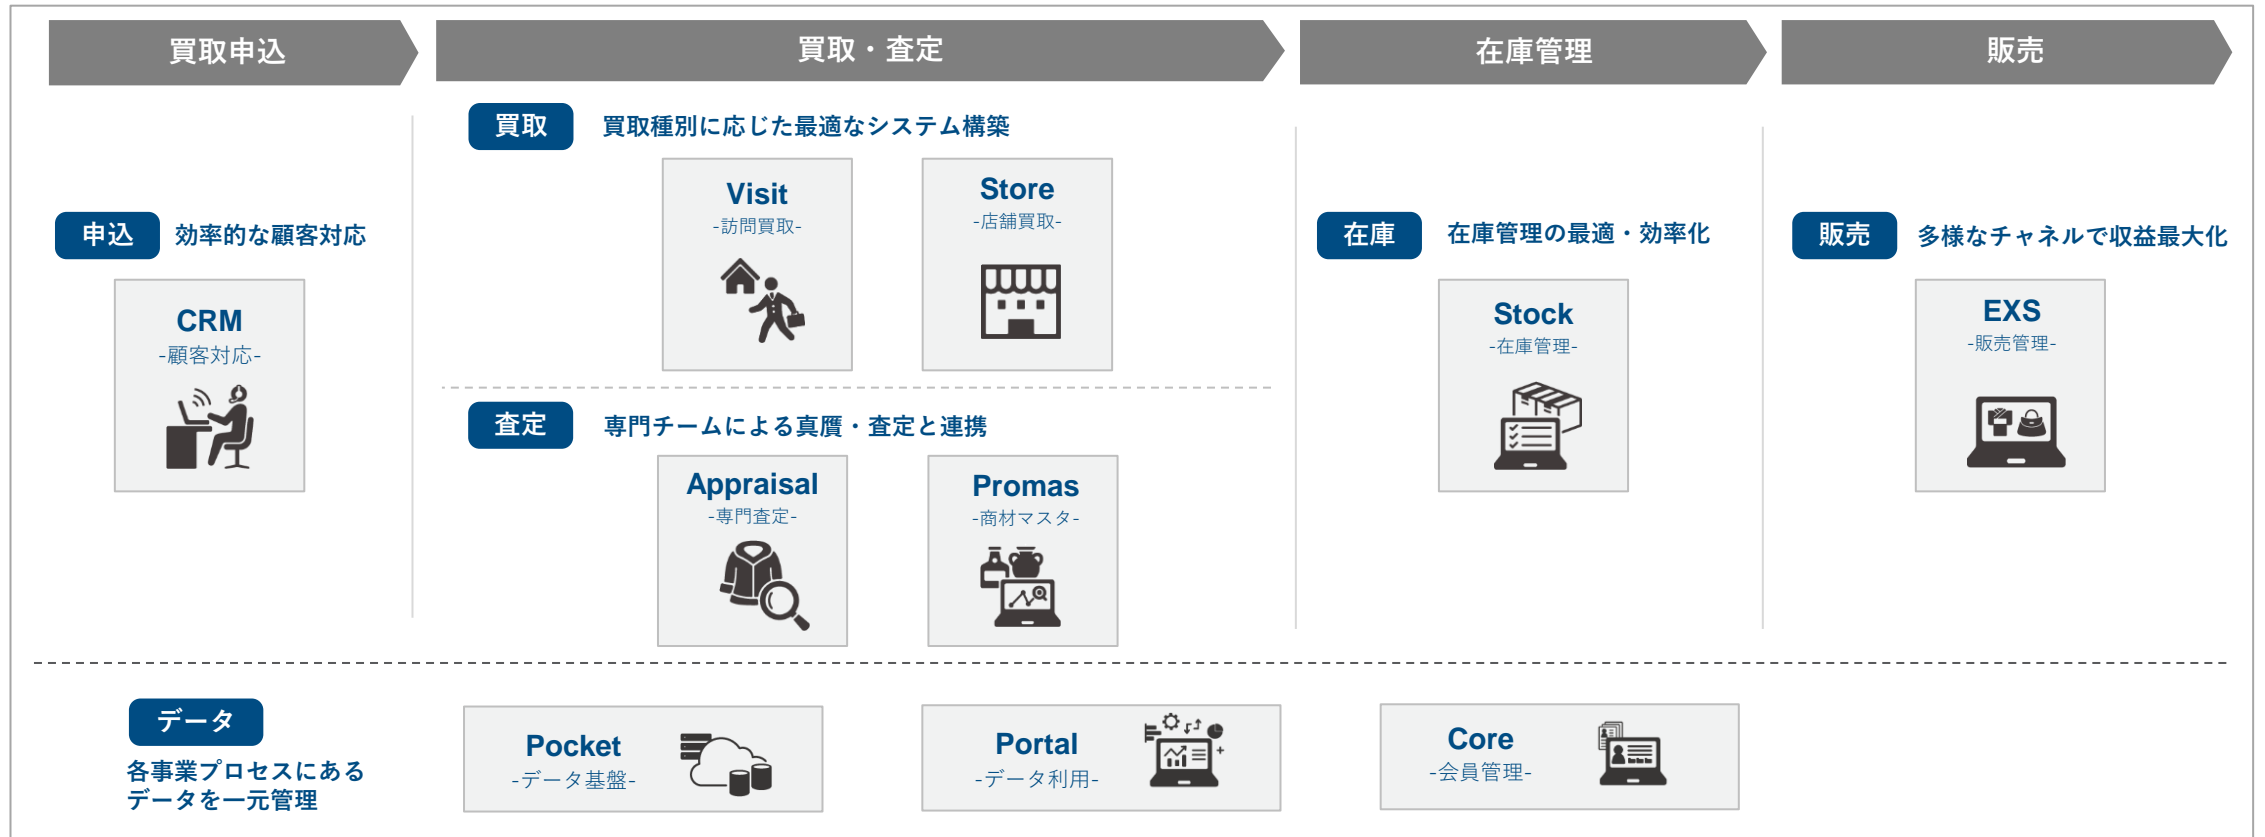 買取申込
買取・査定
在庫管理
販売
申込
効率的な顧客対応
CRM
-顧客対応-
買取
買取種別に応じた最適なシステム構築
Visit
-訪問買取-
Store
-店舗買取-
査定
専門チームによる真贋・査定と連携
Appraisal
-専門査定-
Promas
-商材マスタ-
在庫
在庫管理の最適・効率化
Stock
-在庫管理-
販売
多様なチャネルで収益最大化
EXS
-販売管理-
データ
各事業プロセスにある
データを一元管理
Pocket
-データ基盤-
Portal
-データ利用-
Core
-会員管理-